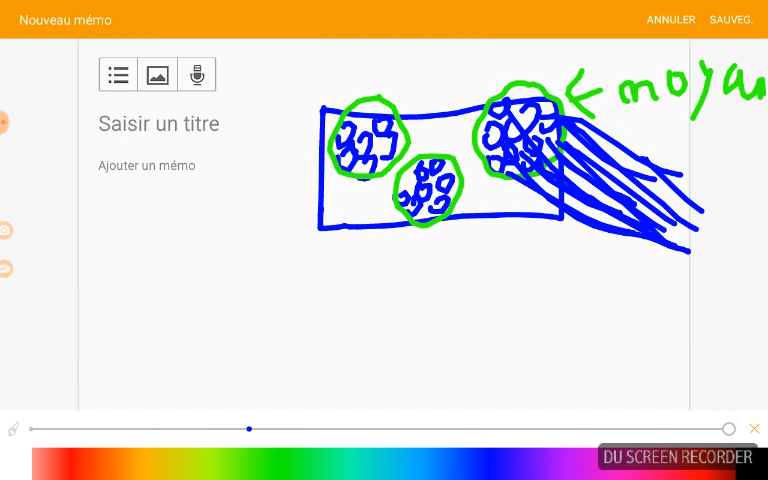 Nouveau mémo
ANNULER SAUVEG.
moyau
Saisir un titre
Ajouter un mémo
DU SCREEN RECORDER